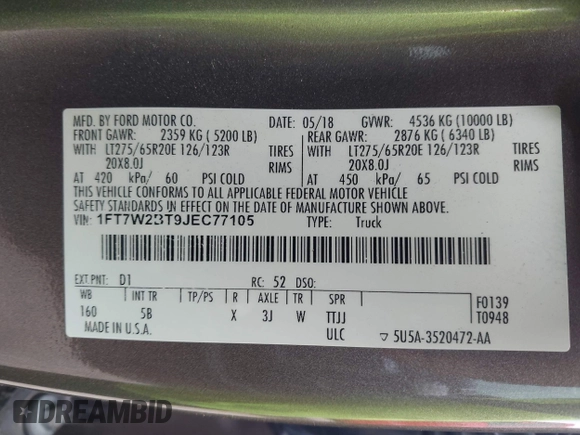 MFD. BY FORD MOTOR CO. DATE: 05/18 GVWR: 4536 KG (10000 LB)
FRONT GAWR: 2359 KG ( 5200 LB) REAR GAWR: 2876 KG ( 6340 LB)
WITH LT275/65R20E 126/123R TIRES WITH LT275/65R20E 126/123R TIRES
20X8.0J RIMS 20X8.0J RIMS
AT 420 kPa/ 60 PSI COLD AT 450 kPa/ 65 PSI COLD
THIS VEHICLE CONFORMS TO ALL APPLICABLE FEDERAL MOTOR VEHICLE
SAFETY STANDARDS IN EFFECT ON THE DATE OF MANUFACTURE SHOWN ABOVE.
VIN: 1FT7W2BT9JEC77105 TYPE: Truck
EXT PNT: D1 RC: 52 DSO:
WB INT TR TP/PS R AXLE TR SPR F0139
160 5B X 3J W TTJJ T0948
MADE IN U.S.A. ULC ▽ 5U5A-3520472-AA
DREAMBID